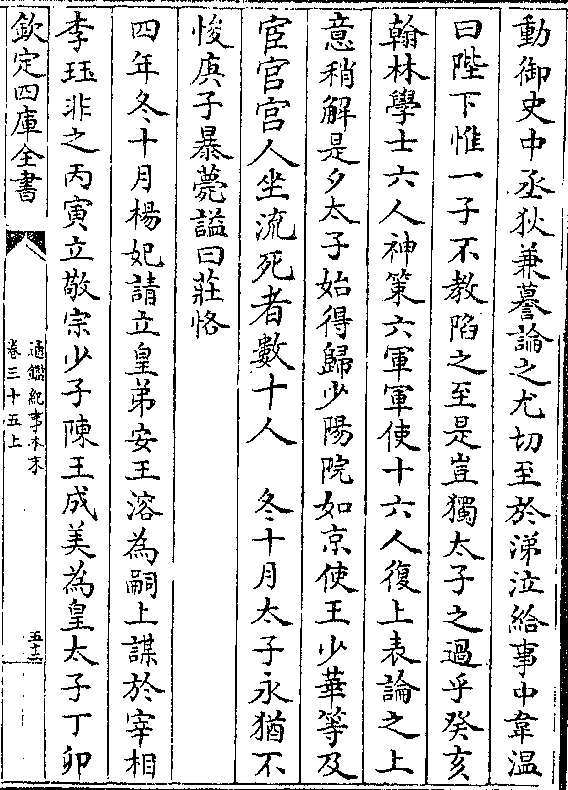 動御史中丞狄兼謩論之尤切至於涕泣給事中韋溫
曰陛下惟一子不教陷之至是豈獨太子之過乎癸亥
翰林學士六人神策六軍軍使十六人復上表論之上
意稍解是夕太子始得歸少陽院如京使王少華等及
宦官宫人坐流死者數十人　冬十月太子永猶不
悛庚子暴薨謚曰莊恪
四年冬十月楊妃請立皇弟安王溶為嗣上謀於宰相
李珏非之丙寅立敬宗少子陳王成美為皇太子丁卯
欽定四庫全書
通鑑紀事本末
卷三十五上
五十二